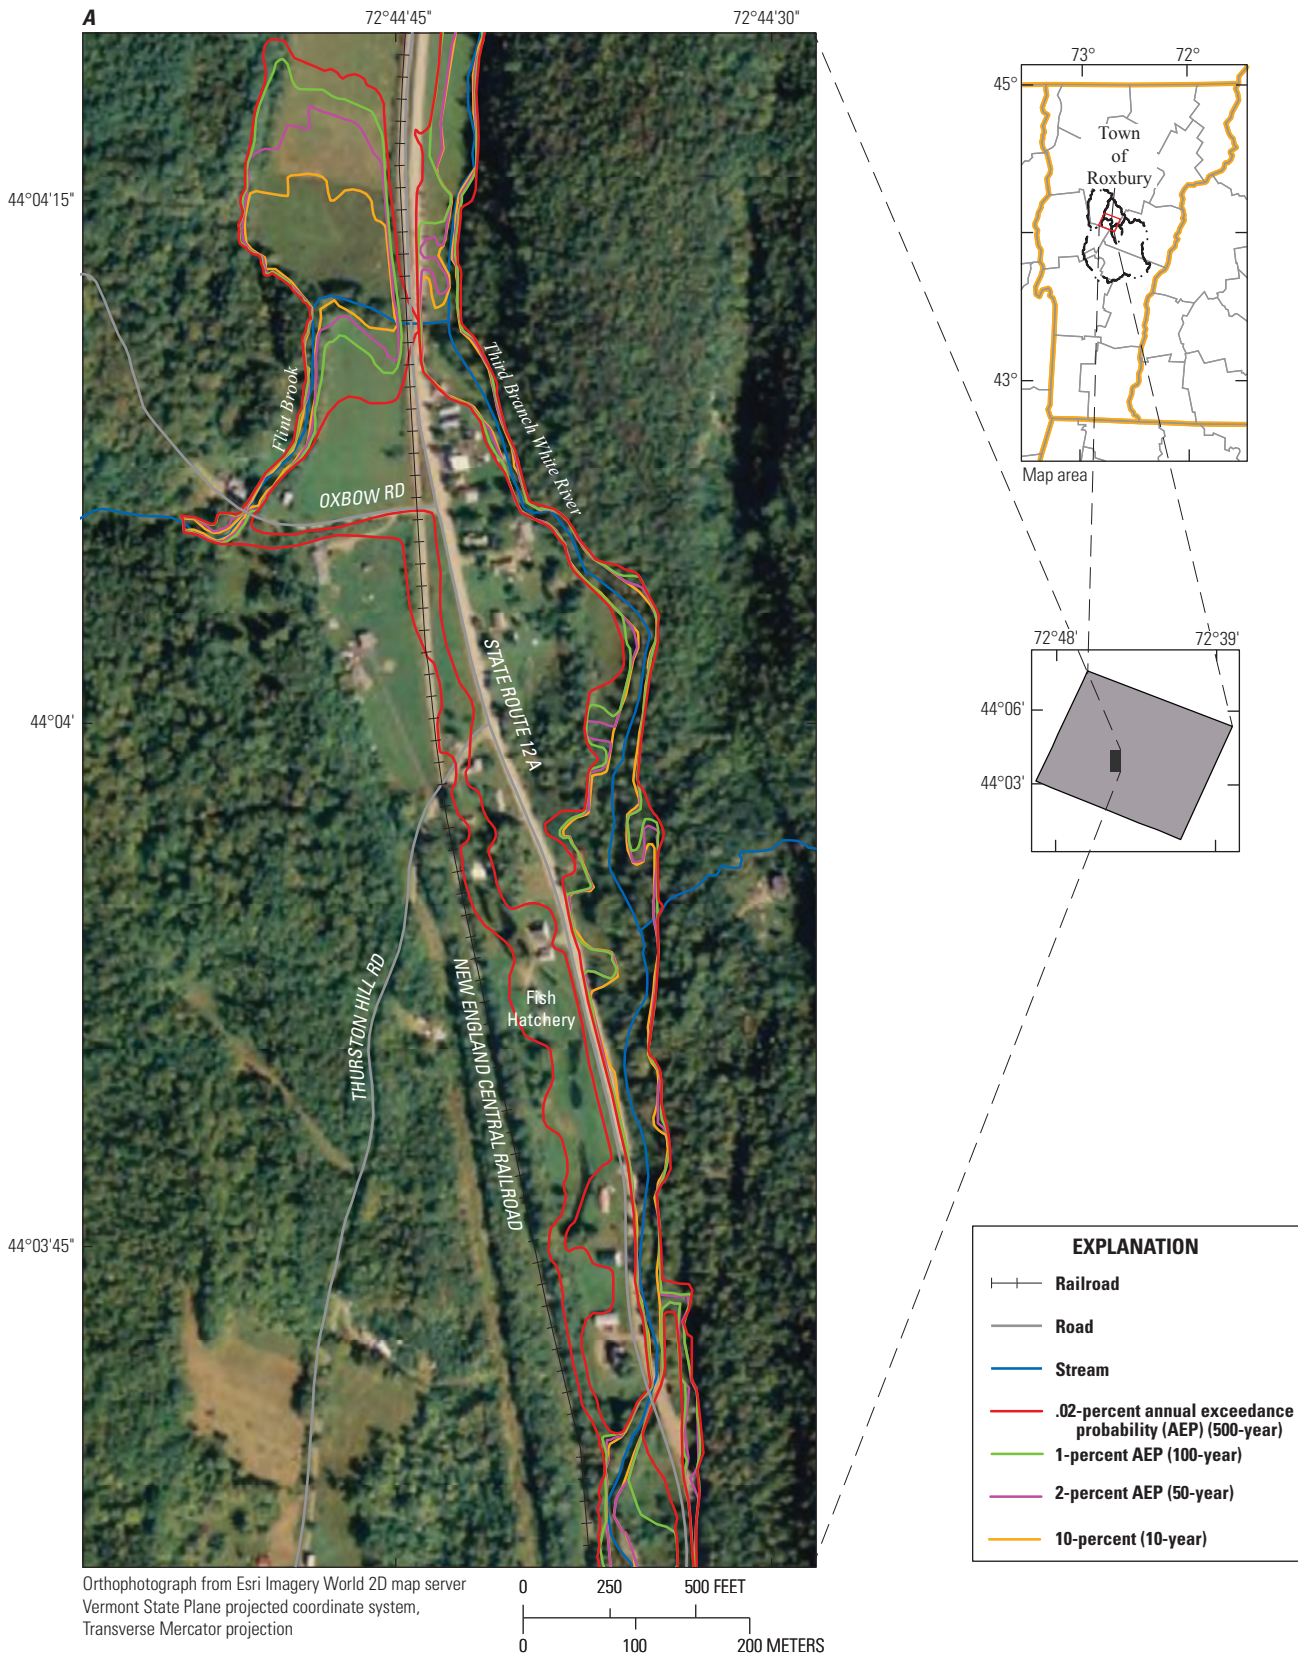 A
72°44'45"
72°44'30"
44°04'15"
44°04'
44°03'45"
Flint Brook
Third Branch White River
OXBOW RD
STATE ROUTE 12 A
THURSTON HILL RD
NEW ENGLAND CENTRAL RAILROAD
Fish
Hatchery
73°
72°
45°
43°
Town
of
Roxbury
Map area
72°48'
72°39'
44°06'
44°03'
EXPLANATION
Railroad
Road
Stream
.02-percent annual exceedance
probability (AEP) (500-year)
1-percent AEP (100-year)
2-percent AEP (50-year)
10-percent (10-year)
Orthophotograph from Esri Imagery World 2D map server
Vermont State Plane projected coordinate system,
Transverse Mercator projection
0 250 500 FEET
0 100 200 METERS